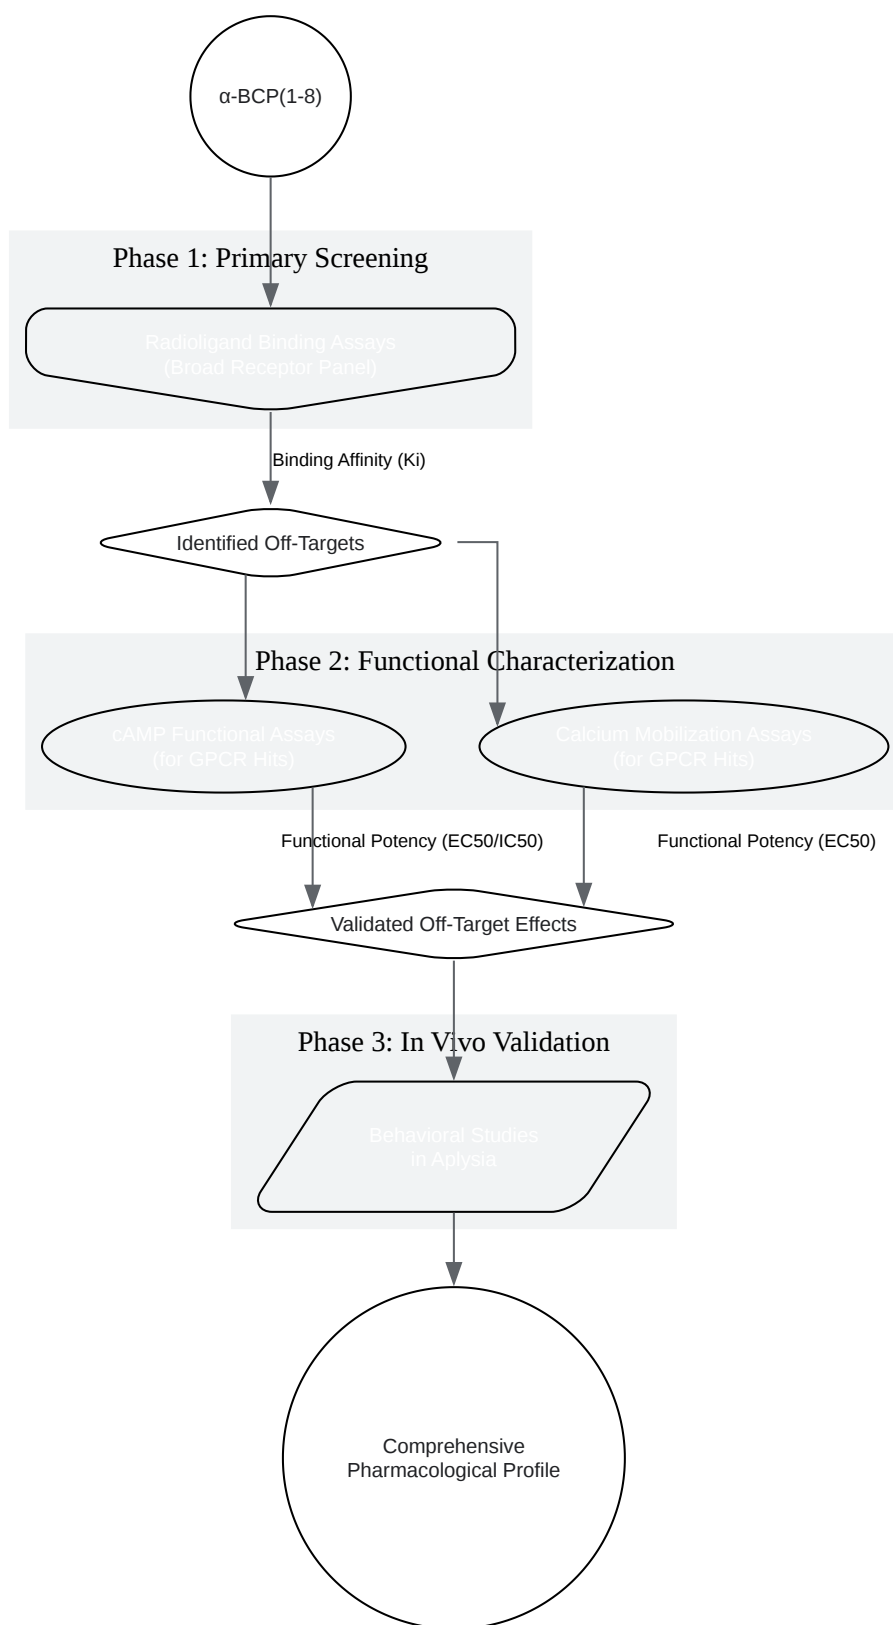 α-BCP(1-8)
Phase 1: Primary Screening
Radioligand Binding Assays
(Broad Receptor Panel)
Binding Affinity (Ki)
Identified Off-Targets
Phase 2: Functional Characterization
cAMP Functional Assays
(for GPCR Hits)
Calcium Mobilization Assays
(for GPCR Hits)
Functional Potency (EC50/IC50)
Functional Potency (EC50)
Validated Off-Target Effects
Phase 3: In Vivo Validation
Behavioral Studies
in Aplysia
Comprehensive
Pharmacological Profile